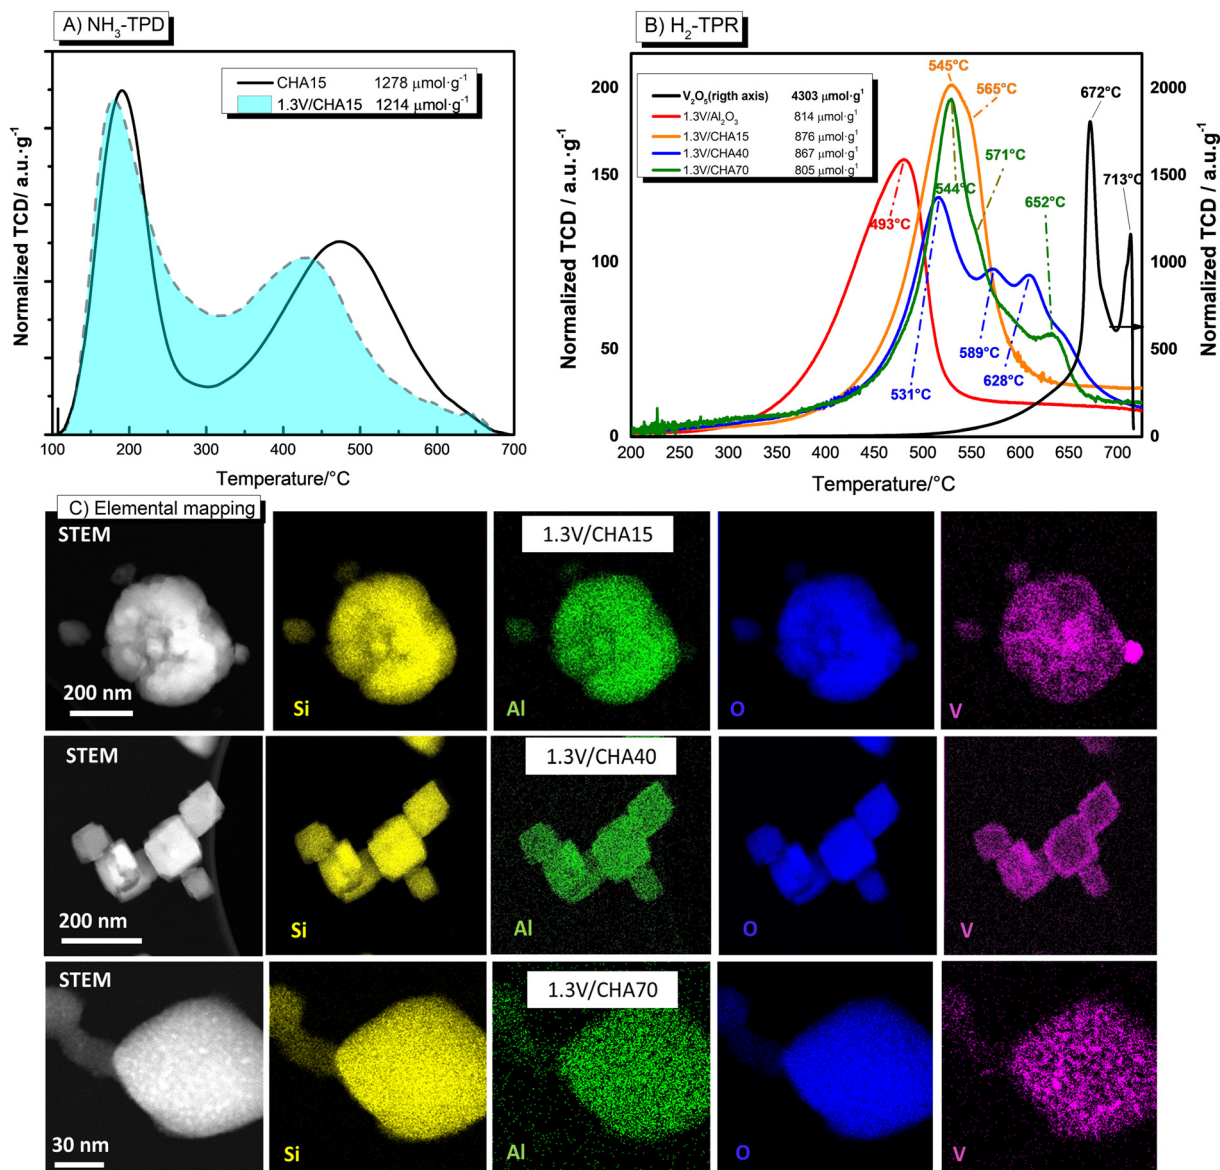 A) NH₃-TPD
CHA15 1278 µmol·g⁻¹
1.3V/CHA15 1214 µmol·g⁻¹
Normalized TCD/ a.u.·g⁻¹
100 200 300 400 500 600 700
Temperature/°C
B) H₂-TPR
V₂O₅(rigth axis) 4303 µmol·g¹
1.3V/Al₂O₃ 814 µmol·g¹
1.3V/CHA15 876 µmol·g¹
1.3V/CHA40 867 µmol·g¹
1.3V/CHA70 805 µmol·g¹
545°C
565°C
672°C
571°C
713°C
544°C
652°C
493°C
589°C
628°C
531°C
200
150
100
50
0
2000
1500
1000
500
0
Normalized TCD / a.u.·g⁻¹
Normalized TCD / a.u.g⁻¹
200 250 300 350 400 450 500 550 600 650 700
Temperature/°C
C) Elemental mapping
STEM
1.3V/CHA15
200 nm
Si
Al
O
V
STEM
1.3V/CHA40
200 nm
Si
Al
O
V
STEM
1.3V/CHA70
30 nm
Si
Al
O
V